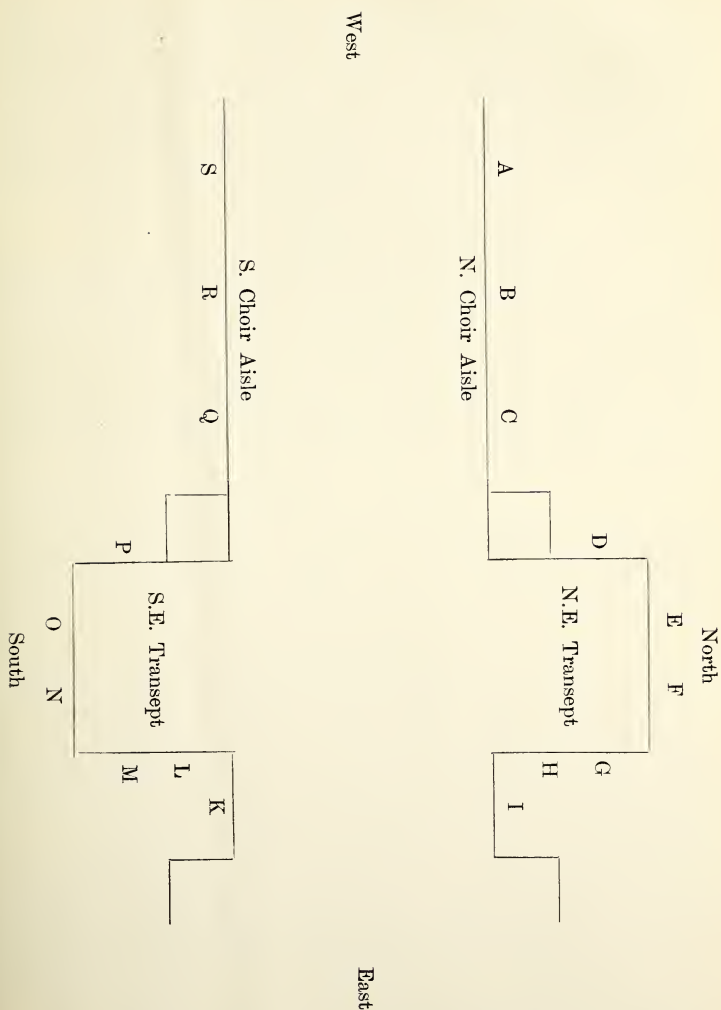 West
A
B
C
N. Choir Aisle
D
N.E. Transept
E
F
North
G
H
I
S. Choir Aisle
S
R
Q
P
S.E. Transept
O
N
South
M
L
K
East